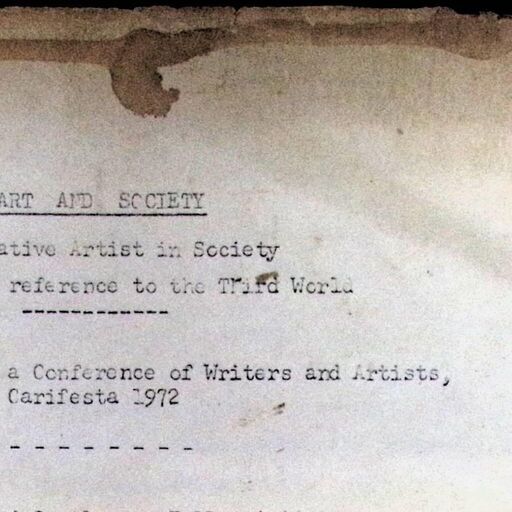 ART AND SOCIETY
ative Artist in Society
reference to the Third World
a Conference of Writers and Artists,
Carifesta 1972